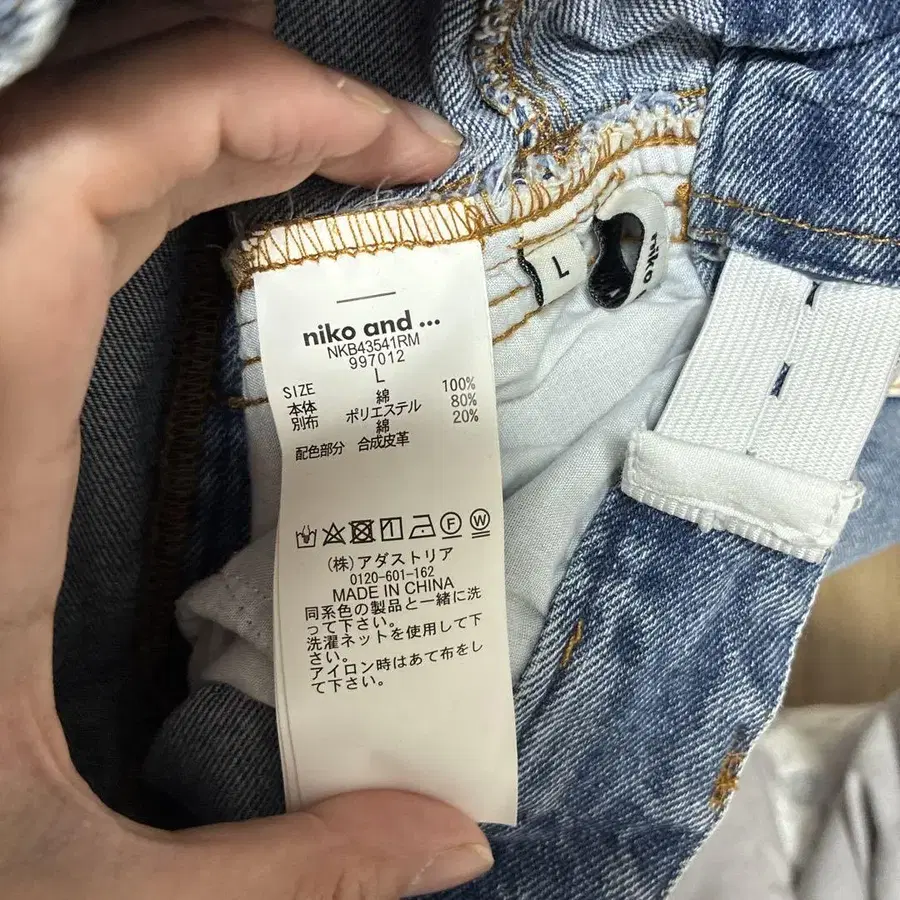 niko and ...
NKB43541RM
997012
SIZE L
本体 綿 100%
別布 ポリエステル 80%
綿 20%
配色部分 合成皮革
(株)アダストリア
0120-601-162
MADE IN CHINA
同系色の製品と一緒に洗
って下さい。
洗濯ネットを使用して下
さい。
アイロン時はあて布をし
て下さい。
L
niko